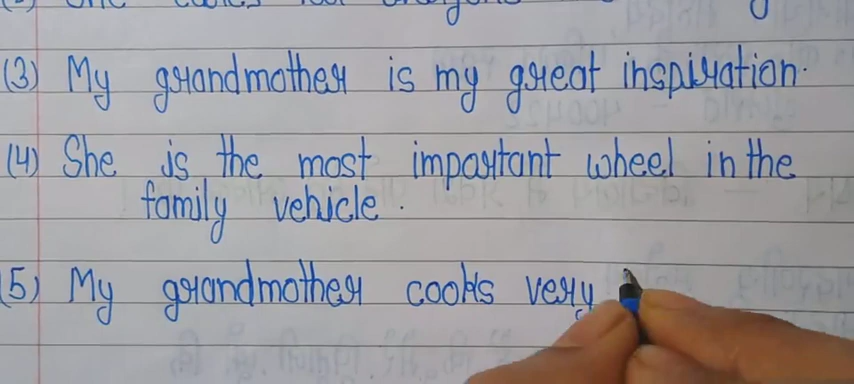 (3) My grandmother is my great inspiration.
(4) She is the most important wheel in the
family vehicle.
(5) My grandmother cooks very